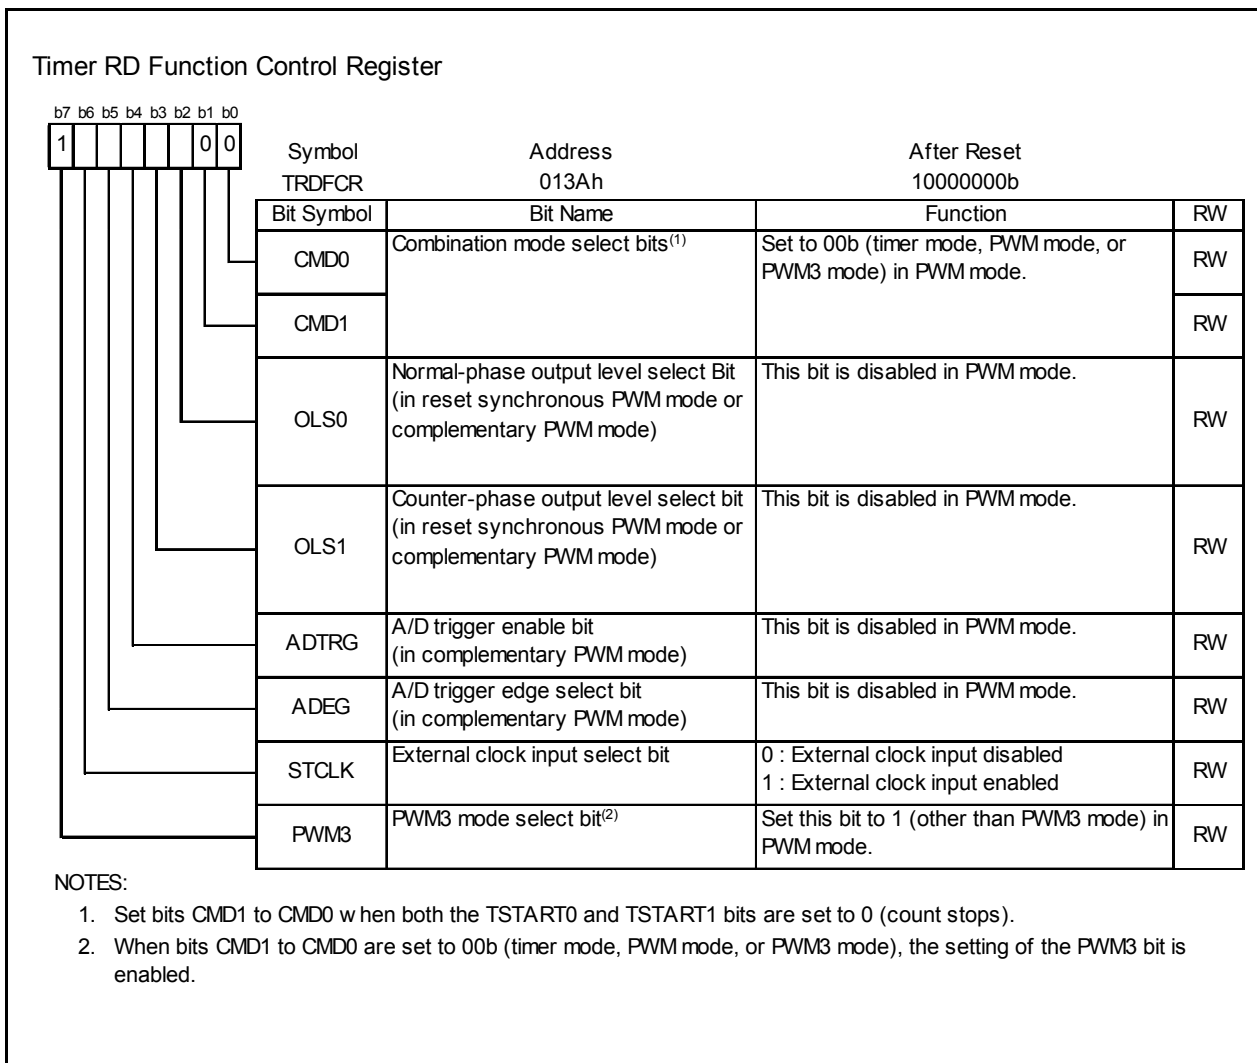 Timer RD Function Control Register
b7 b6 b5 b4 b3 b2 b1 b0
1 0 0
Symbol Address After Reset
TRDFCR 013Ah 10000000b
Bit Symbol Bit Name Function RW
CMD0 Combination mode select bits(1) Set to 00b (timer mode, PWM mode, or RW
PWM3 mode) in PWM mode.
CMD1 RW
Normal-phase output level select Bit This bit is disabled in PWM mode.
(in reset synchronous PWM mode or
OLS0 complementary PWM mode) RW
Counter-phase output level select bit This bit is disabled in PWM mode.
(in reset synchronous PWM mode or
OLS1 complementary PWM mode) RW
ADTRG A/D trigger enable bit This bit is disabled in PWM mode. RW
(in complementary PWM mode)
ADEG A/D trigger edge select bit This bit is disabled in PWM mode. RW
(in complementary PWM mode)
STCLK External clock input select bit 0 : External clock input disabled RW
1 : External clock input enabled
PWM3 PWM3 mode select bit(2) Set this bit to 1 (other than PWM3 mode) in RW
PWM mode.
NOTES:
1. Set bits CMD1 to CMD0 when both the TSTART0 and TSTART1 bits are set to 0 (count stops).
2. When bits CMD1 to CMD0 are set to 00b (timer mode, PWM mode, or PWM3 mode), the setting of the PWM3 bit is
enabled.